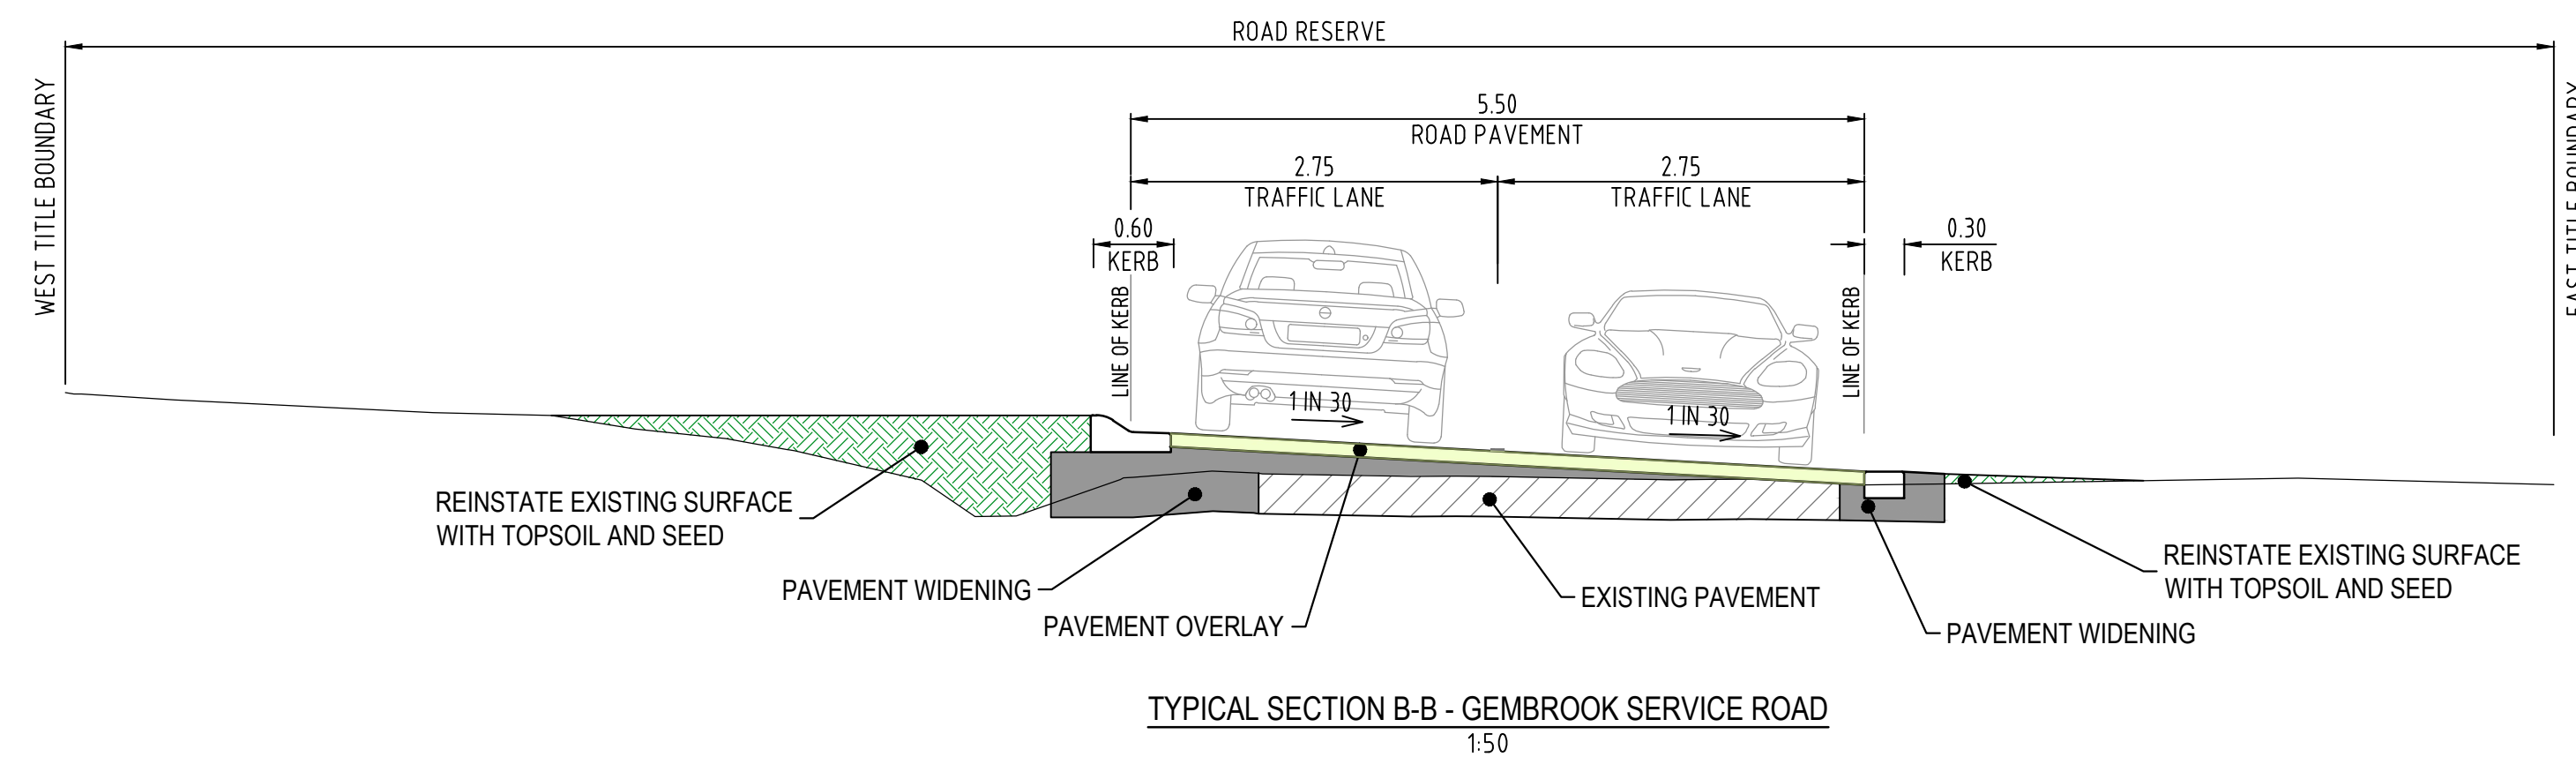 ROAD RESERVE
WEST TITLE BOUNDARY
EAST TITLE BOUNDARY
5.50
ROAD PAVEMENT
2.75
TRAFFIC LANE
2.75
TRAFFIC LANE
0.60
KERB
0.30
KERB
LINE OF KERB
LINE OF KERB
1 IN 30
1 IN 30
REINSTATE EXISTING SURFACE
WITH TOPSOIL AND SEED
PAVEMENT WIDENING
PAVEMENT OVERLAY
EXISTING PAVEMENT
REINSTATE EXISTING SURFACE
WITH TOPSOIL AND SEED
PAVEMENT WIDENING
TYPICAL SECTION B-B - GEMBROOK SERVICE ROAD
1:50